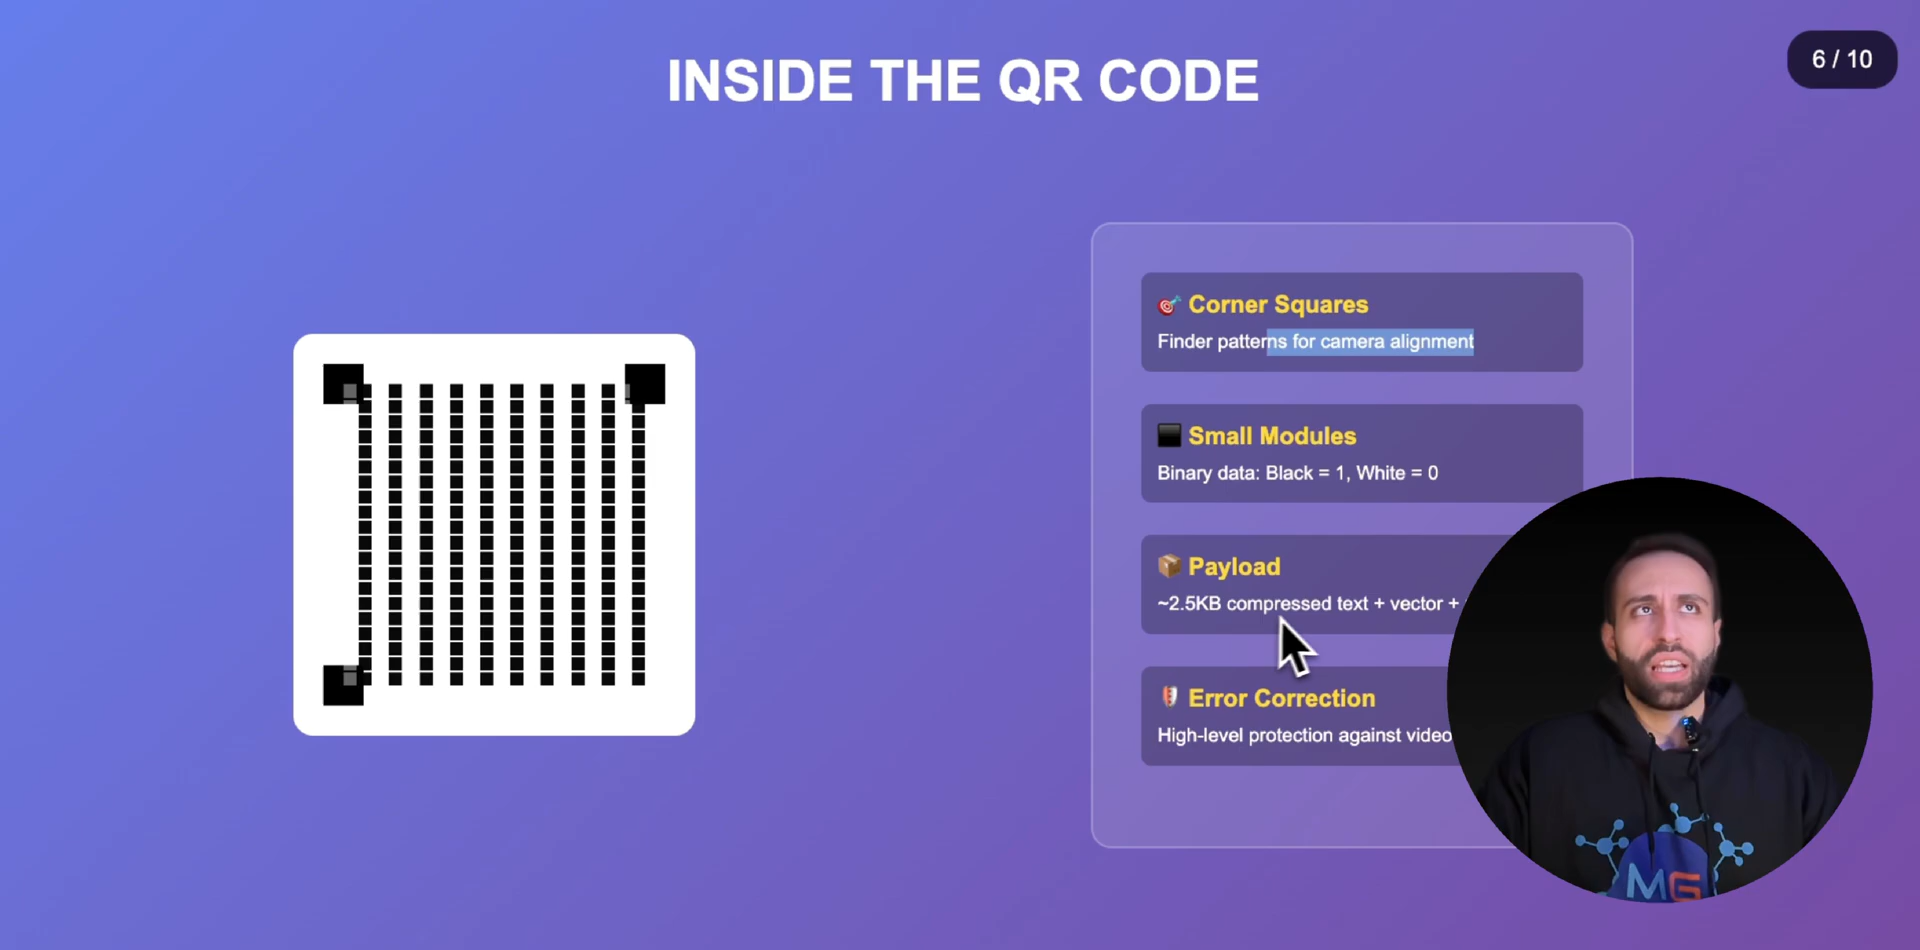 INSIDE THE QR CODE
6 / 10
🎯 Corner Squares
Finder patterns for camera alignment
⬛ Small Modules
Binary data: Black = 1, White = 0
📦 Payload
~2.5KB compressed text + vector +
🛡️ Error Correction
High-level protection against video
MG